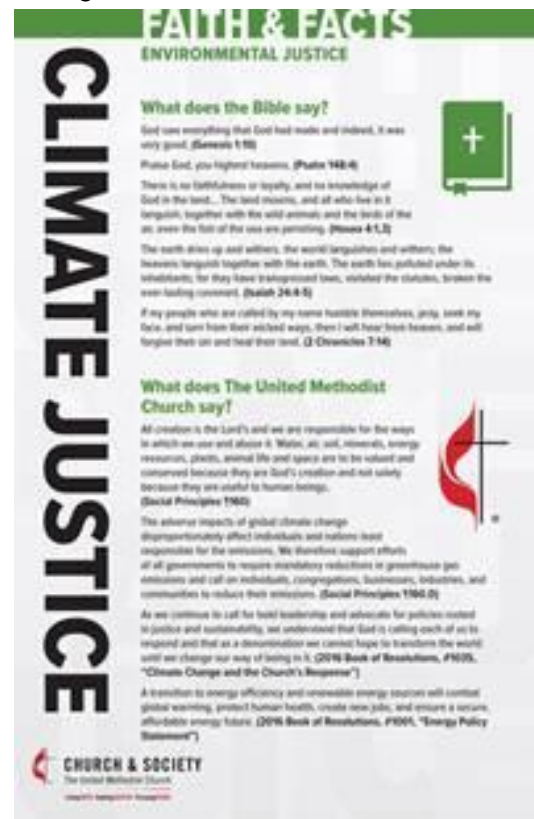 FAITH & FACTS
ENVIRONMENTAL JUSTICE
CLIMATE JUSTICE
What does the Bible say?
God saw everything that God had made and indeed, it was
very good. (Genesis 1:10)
Praise God, you highest heavens. (Psalm 148:4)
There is no faithfulness or loyalty, and no knowledge of
God in the land... The land mourns, and all who live in it
languish; together with the wild animals and the birds of the
air, even the fish of the sea are perishing. (Hosea 4:1,3)
The earth dries up and withers; the world languishes and withers; the
heavens languish together with the earth. The earth lies polluted under its
inhabitants; for they have transgressed laws, violated the statutes, broken the
ever-lasting covenant. (Isaiah 24:4-5)
If my people who are called by my name humble themselves, pray, seek my
face, and turn from their wicked ways, then I will hear from heaven, and will
forgive their sin and heal their land. (2 Chronicles 7:14)
What does The United Methodist
Church say?
All creation is the Lord's and we are responsible for the ways
in which we use and abuse it. Water, air, soil, minerals, energy
resources, plants, animal life and space are to be valued and
conserved because they are God's creation and not solely
because they are useful to human beings.
(Social Principles ¶160)
The adverse impacts of global climate change
disproportionately affect individuals and nations least
responsible for the emissions. We therefore support efforts
of all governments to require mandatory reductions in greenhouse gas
emissions and call on individuals, congregations, businesses, industries, and
communities to reduce their emissions. (Social Principles ¶160.D)
As we continue to call for bold leadership and advocate for policies rooted
in justice and sustainability, we understand that God is calling each of us to
respond and that as a denomination we cannot hope to transform the world
until we change our way of being in it. (2016 Book of Resolutions, #1035,
"Climate Change and the Church's Response")
A transition to energy efficiency and renewable energy sources will combat
global warming, protect human health, create new jobs, and ensure a secure,
affordable energy future. (2016 Book of Resolutions, #1001, "Energy Policy
Statement")
CHURCH & SOCIETY
The United Methodist Church